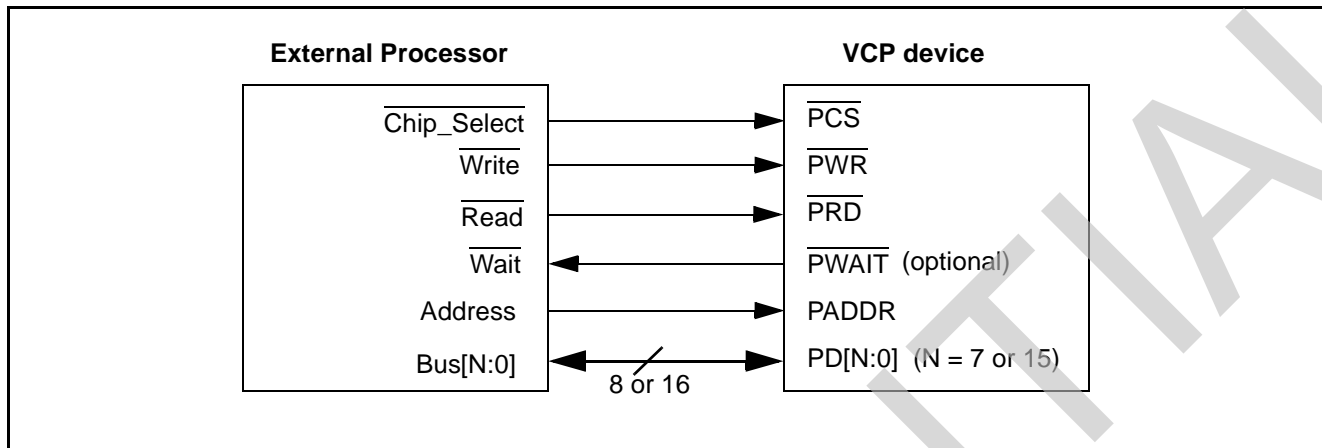 External Processor VCP device
Chip_Select PCS
Write PWR
Read PRD
Wait PWAIT (optional)
Address PADDR
Bus[N:0] PD[N:0] (N = 7 or 15)
8 or 16